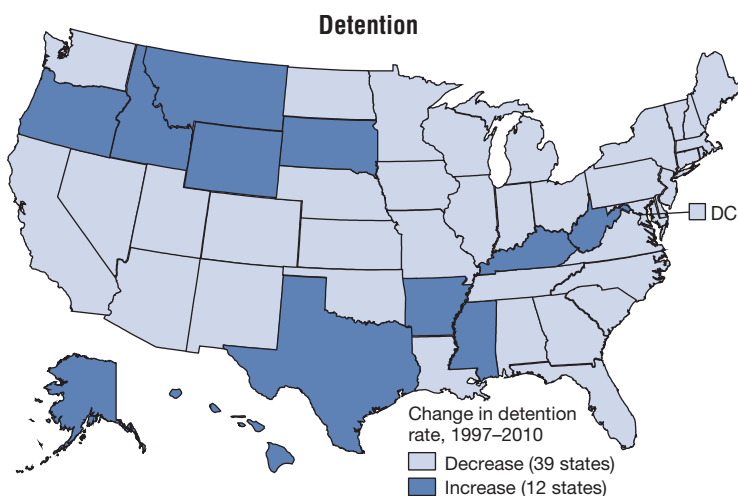 Detention
DC
Change in detention
rate, 1997–2010
Decrease (39 states)
Increase (12 states)